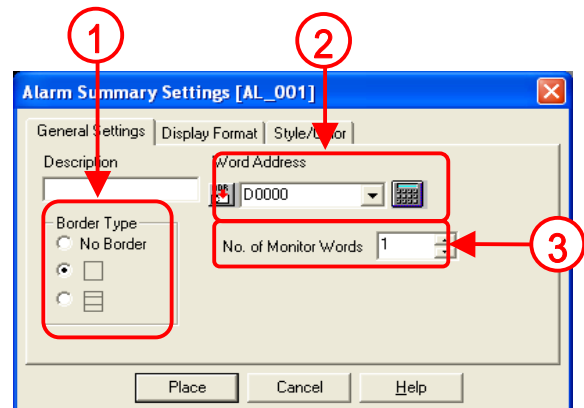 1
2
Alarm Summary Settings [AL_001]
General Settings Display Format Style/Color
Description Word Address
D0000
Border Type
No Border
No. of Monitor Words 1
3
Place Cancel Help